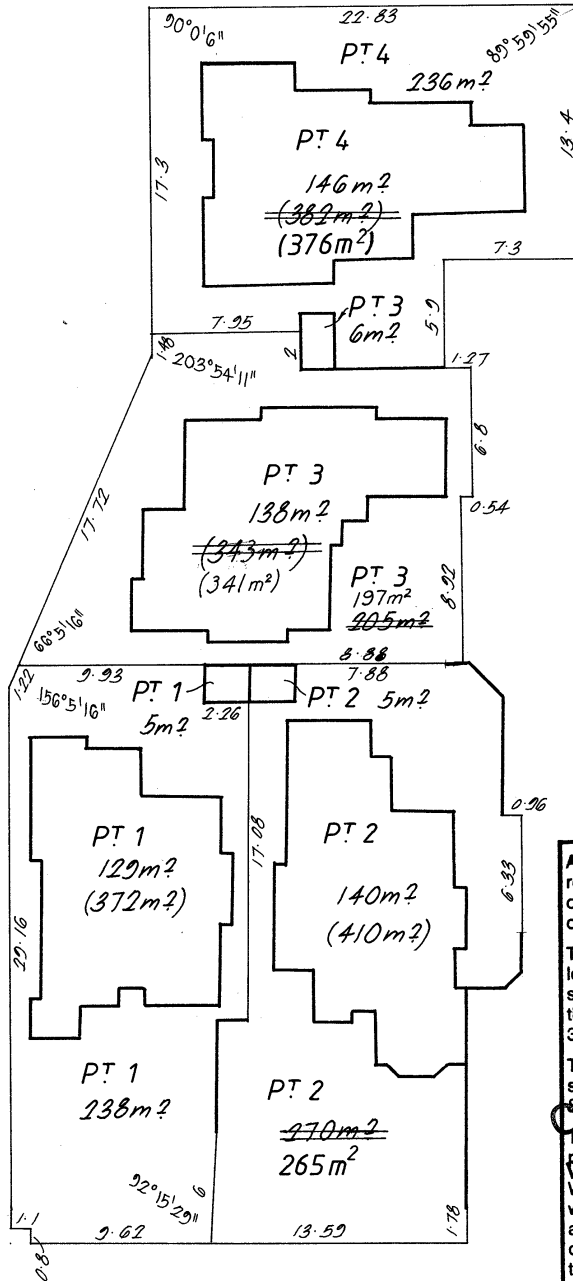 22.83
90°0'6"
89°59'55"
PT 4
236m²
PT 4
146m²
(382m²)
(376m²)
17.3
13.4
7.3
5.9
PT 3
6m²
7.95
2
1.48
203°54'11"
1.27
6.8
0.54
PT 3
138m²
(343m²)
(341m²)
17.72
PT 3
197m²
205m²
8.92
66°5'16"
8.88
9.93
7.88
1.22
156°5'16"
PT 1
5m²
2.26
PT 2 5m²
0.96
6.33
17.08
PT 1
129m²
(372m²)
PT 2
140m²
(410m²)
29.16
PT 1
238m²
PT 2
270m²
265m²
92°15'29"
6
1.78
1.1
9.62
13.59
0.8